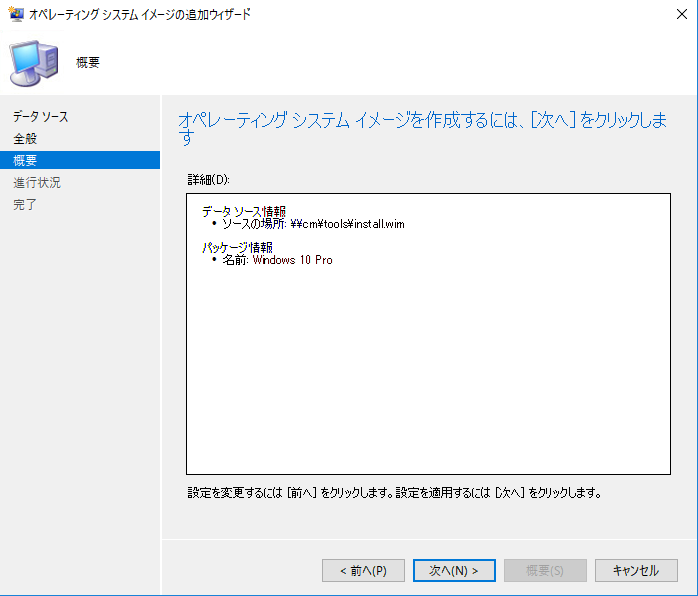 オペレーティング システム イメージの追加ウィザード
概要
データ ソース
全般
概要
進行状況
完了
オペレーティング システム イメージを作成するには、[次へ] をクリックしま
す
詳細(D):
データ ソース情報
• ソースの場所: ¥¥cm¥tools¥install.wim
パッケージ情報
• 名前: Windows 10 Pro
設定を変更するには [前へ] をクリックします。設定を適用するには [次へ] をクリックします。
< 前へ(P)
次へ(N) >
概要(S)
キャンセル